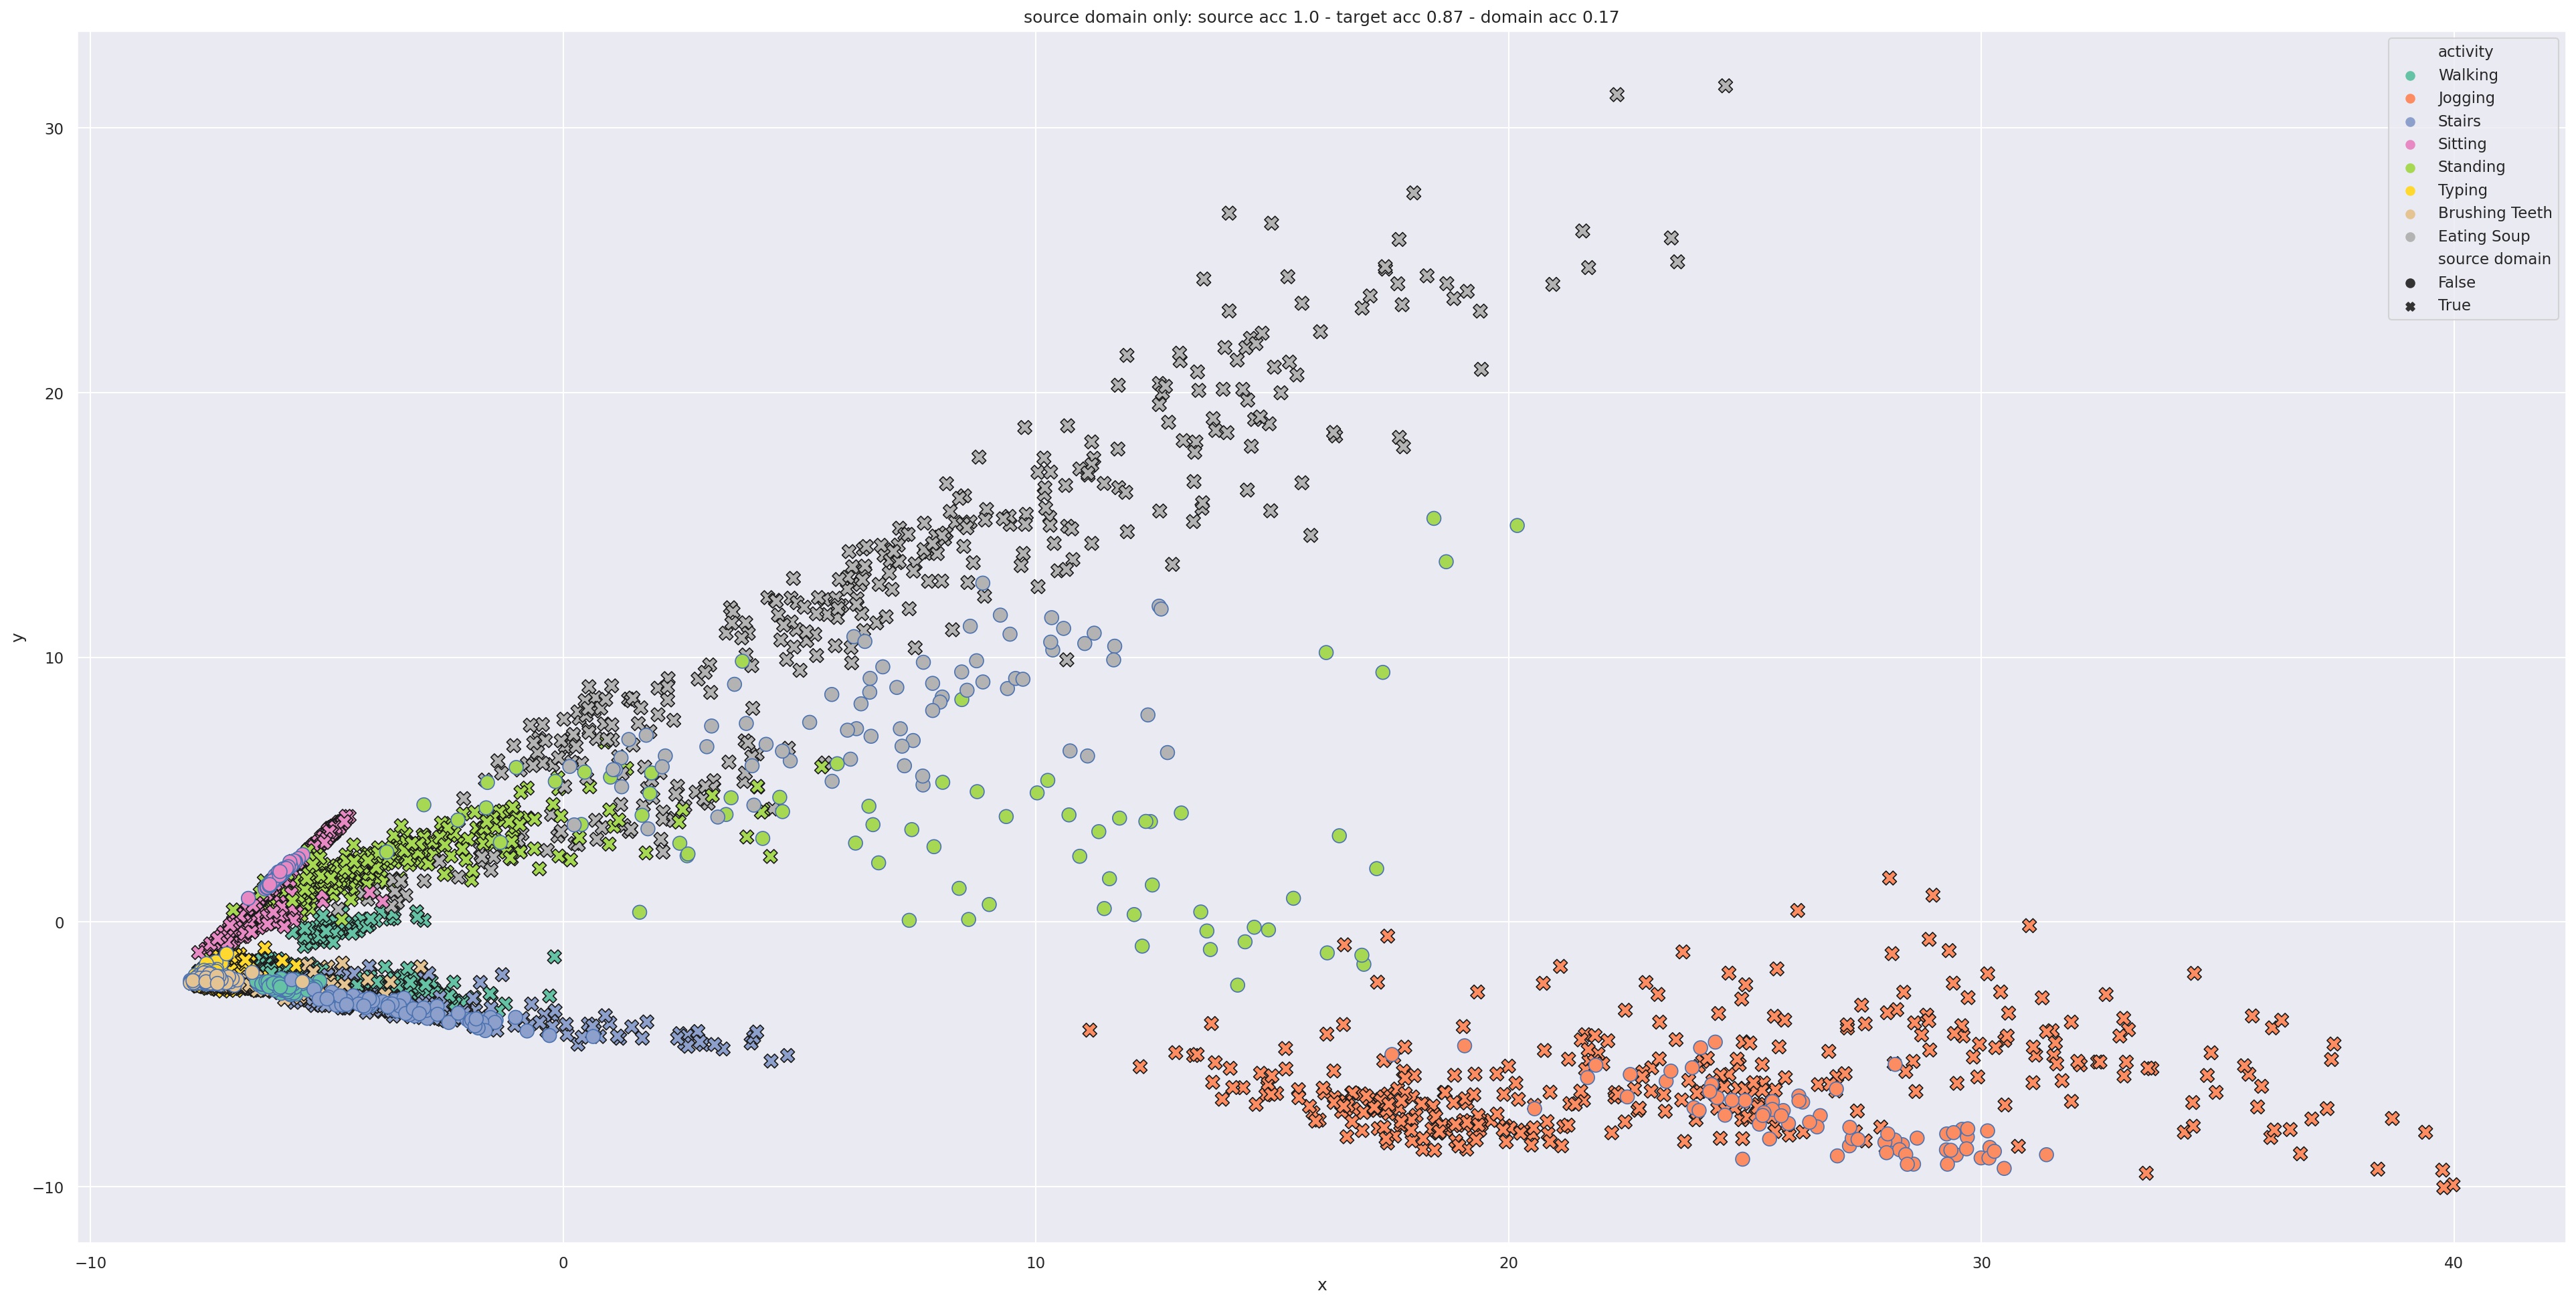 source domain only: source acc 1.0 - target acc 0.87 - domain acc 0.17
activity
Walking
Jogging
Stairs
Sitting
Standing
Typing
Brushing Teeth
Eating Soup
source domain
False
True
30
20
10
0
−10
y
−10
0
10
20
30
40
x